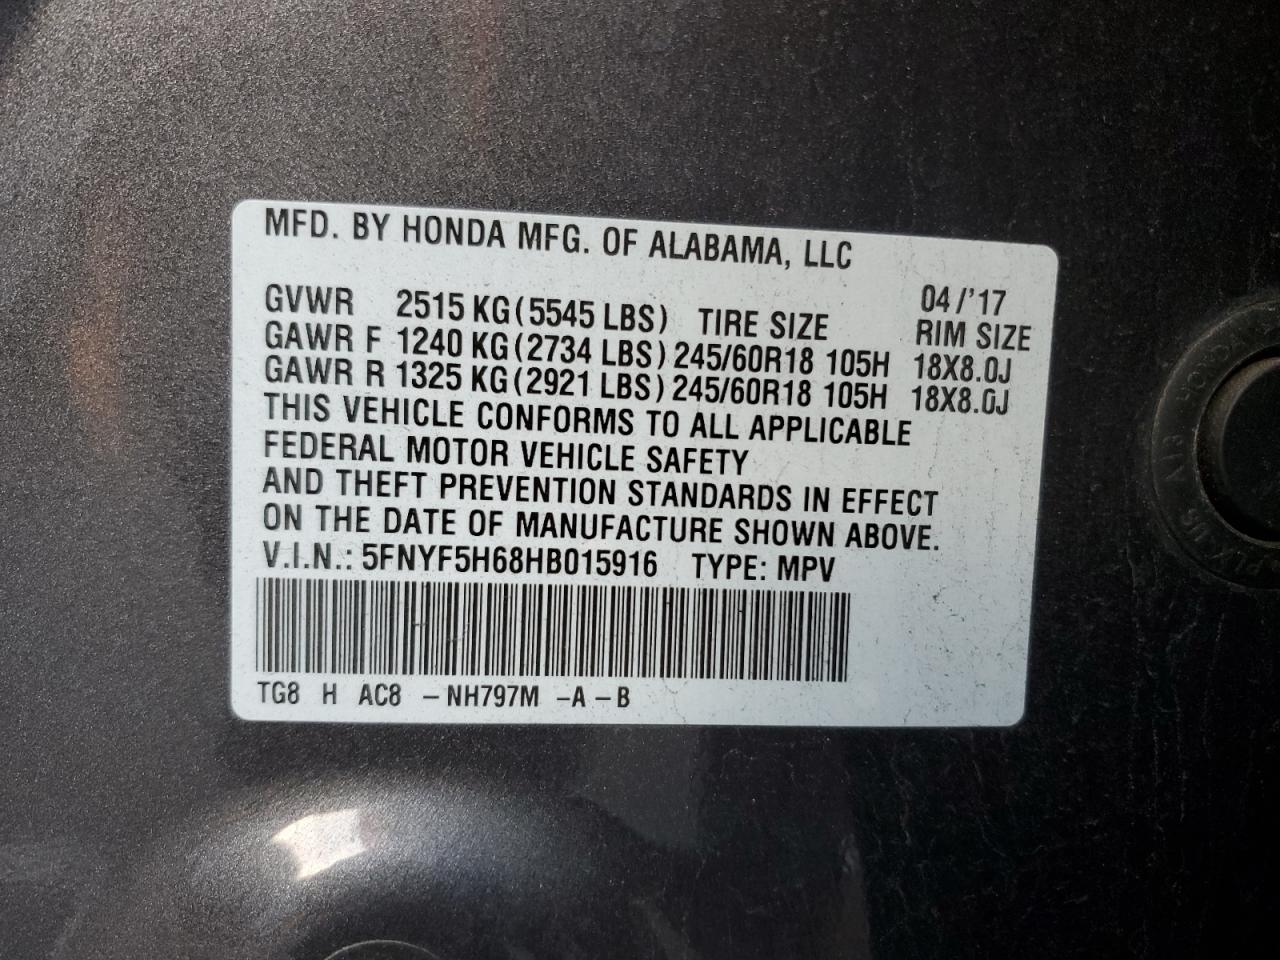 MFD. BY HONDA MFG. OF ALABAMA, LLC
04/'17
GVWR 2515 KG (5545 LBS) TIRE SIZE RIM SIZE
GAWR F 1240 KG (2734 LBS) 245/60R18 105H 18X8.0J
GAWR R 1325 KG (2921 LBS) 245/60R18 105H 18X8.0J
THIS VEHICLE CONFORMS TO ALL APPLICABLE
FEDERAL MOTOR VEHICLE SAFETY
AND THEFT PREVENTION STANDARDS IN EFFECT
ON THE DATE OF MANUFACTURE SHOWN ABOVE.
V.I.N.: 5FNYF5H68HB015916 TYPE: MPV
TG8 H AC8 –NH797M –A –B